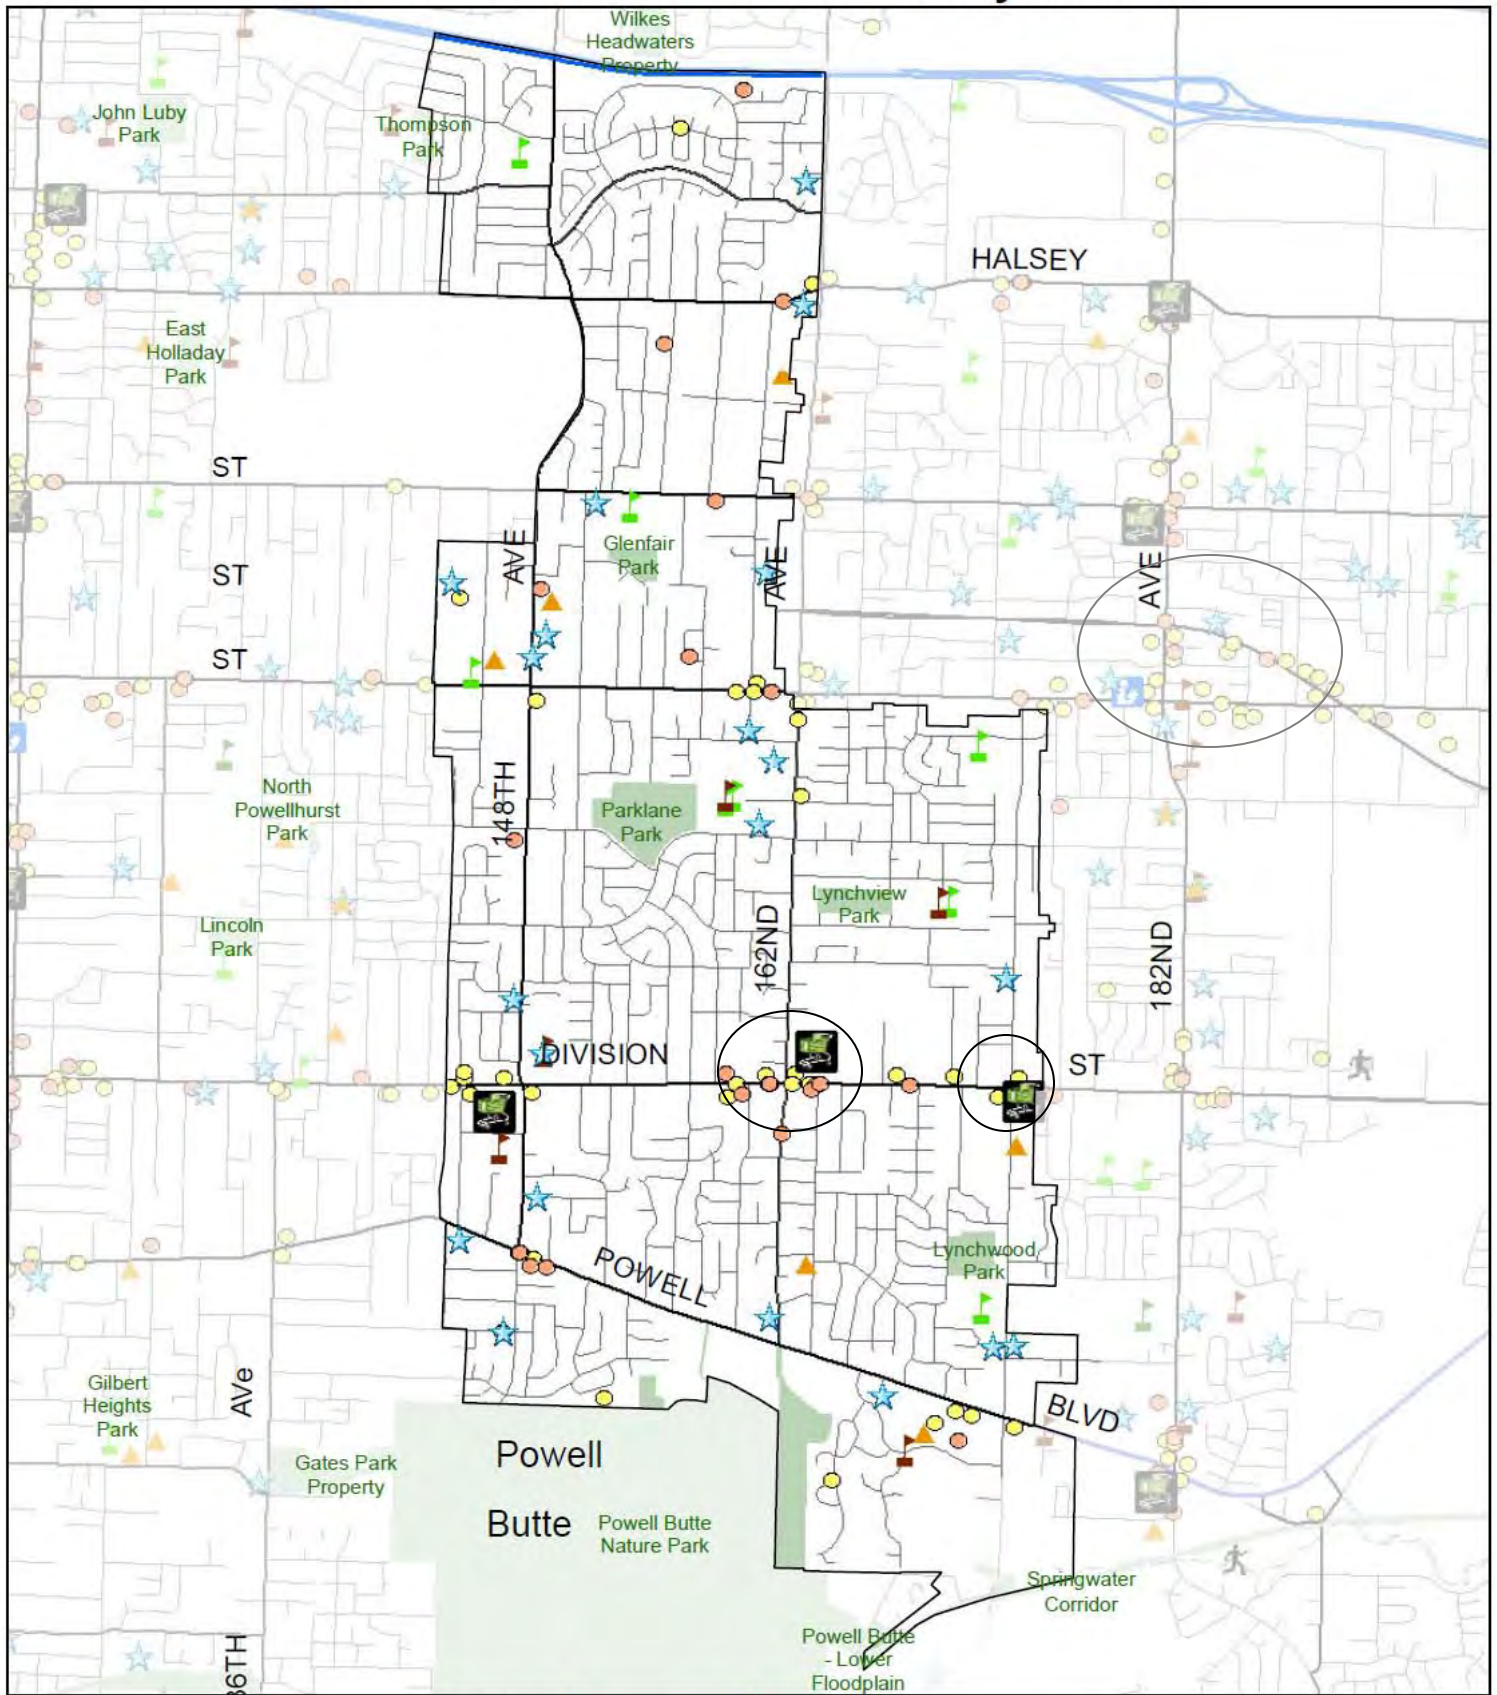 Wilkes
Headwaters
Property
John Luby
Park
Thompson
Park
HALSEY
East
Holladay
Park
ST
AVE
Glenfair
Park
AVE
AVE
ST
ST
148TH
North
Powellhurst
Park
Parklane
Park
Lynchview
Park
Lincoln
Park
162ND
182ND
DIVISION
ST
POWELL
Lynchwood
Park
Gilbert
Heights
Park
AVe
BLVD
Powell
Butte
Gates Park
Property
Powell Butte
Nature Park
Springwater
Corridor
Powell Butte
- Lower
Floodplain
36TH